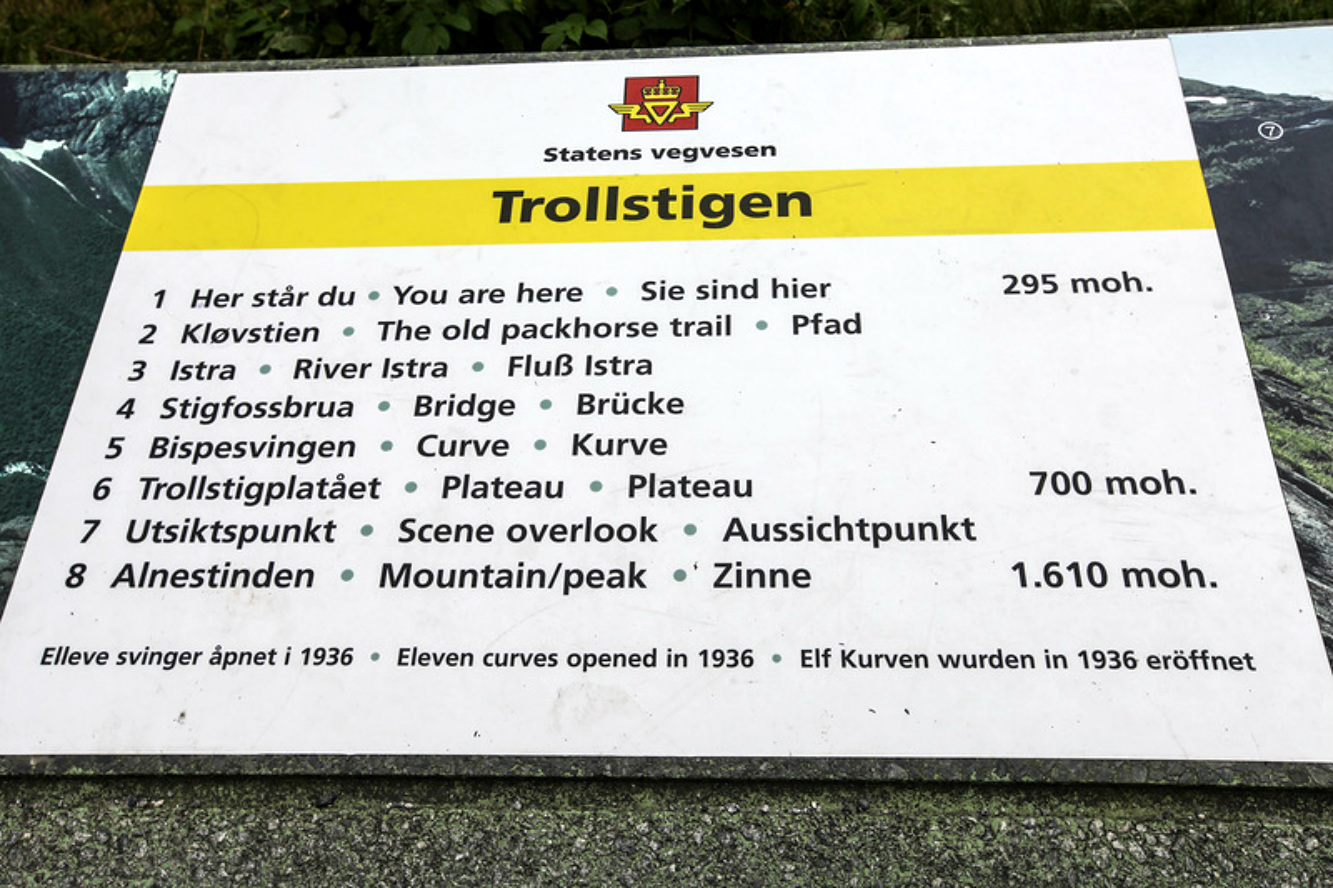 7
Statens vegvesen
Trollstigen
1 Her står du • You are here • Sie sind hier 295 moh.
2 Kløvstien • The old packhorse trail • Pfad
3 Istra • River Istra • Fluß Istra
4 Stigfossbrua • Bridge • Brücke
5 Bispesvingen • Curve • Kurve
6 Trollstigplatået • Plateau • Plateau 700 moh.
7 Utsiktspunkt • Scene overlook • Aussichtpunkt
8 Alnestinden • Mountain/peak • Zinne 1.610 moh.
Elleve svinger åpnet i 1936 • Eleven curves opened in 1936 • Elf Kurven wurden in 1936 eröffnet